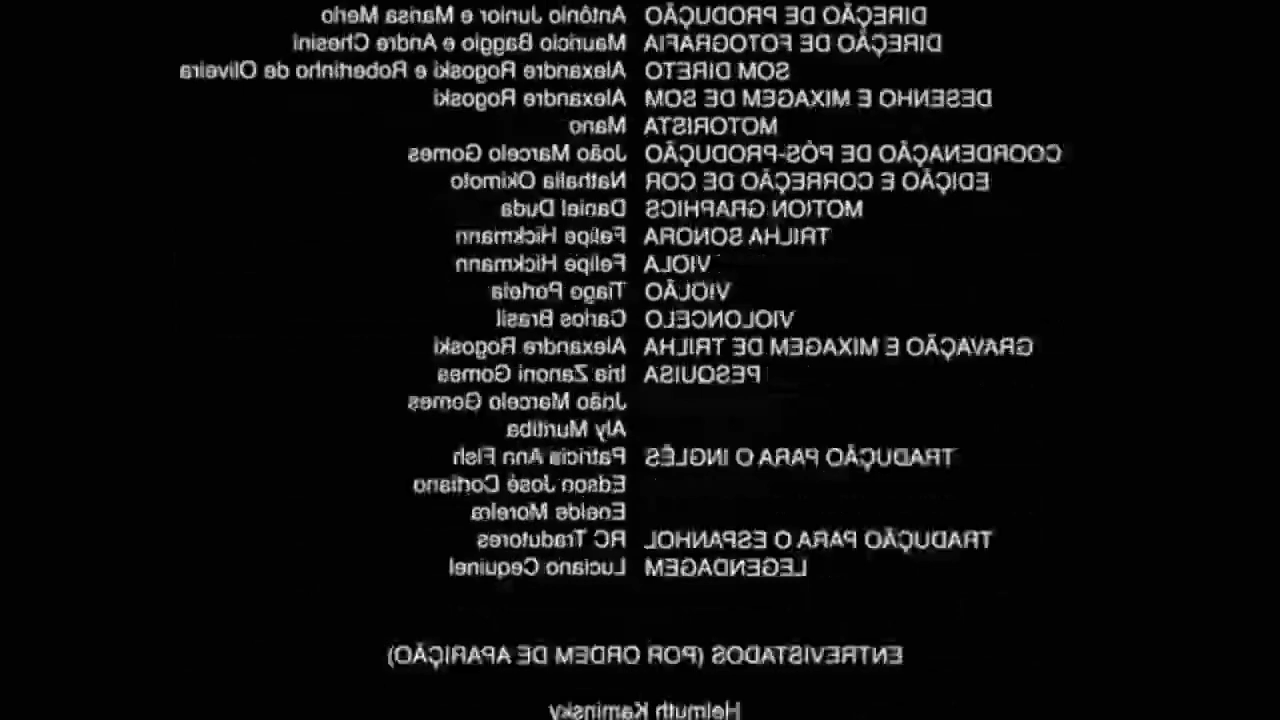 DIREÇÃO DE PRODUÇÃO Antônio Junior e Marisa Merlo
DIREÇÃO DE FOTOGRAFIA Mauricio Baggio e Andre Chesini
SOM DIRETO Alexandre Rogoski e Robertinho de Oliveira
DESENHO E MIXAGEM DE SOM Alexandre Rogoski
MOTORISTA Mano
COORDENAÇÃO DE PÓS-PRODUÇÃO João Marcelo Gomes
EDIÇÃO E CORREÇÃO DE COR Nathalia Okimoto
MOTION GRAPHICS Daniel Duda
TRILHA SONORA Felipe Hickmann
VIOLA Felipe Hickmann
VIOLÃO Tiago Portela
VIOLONCELO Carlos Brasil
GRAVAÇÃO E MIXAGEM DE TRILHA Alexandre Rogoski
PESQUISA Iria Zanoni Gomes
João Marcelo Gomes
Aly Muritiba
TRADUÇÃO PARA O INGLÊS Patricia Ann Fish
Edson José Cortiano
Eneida Moreira
TRADUÇÃO PARA O ESPANHOL RC Tradutores
LEGENDAGEM Luciano Cequinel
ENTREVISTADOS (POR ORDEM DE APARIÇÃO)
Helmuth Kaminsky